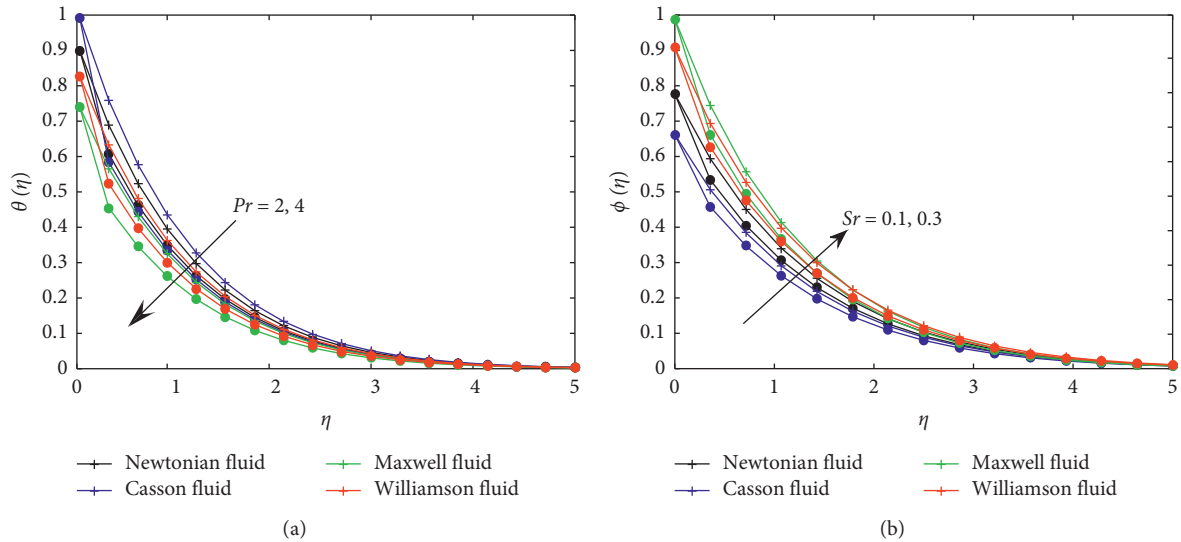 1
0.9
0.8
0.7
0.6
0.5
0.4
0.3
0.2
0.1
0
θ (η)
Pr = 2, 4
0 1 2 3 4 5
η
Newtonian fluid
Casson fluid
Maxwell fluid
Williamson fluid
(a)
1
0.9
0.8
0.7
0.6
0.5
0.4
0.3
0.2
0.1
0
ϕ (η)
Sr = 0.1, 0.3
0 1 2 3 4 5
η
Newtonian fluid
Casson fluid
Maxwell fluid
Williamson fluid
(b)